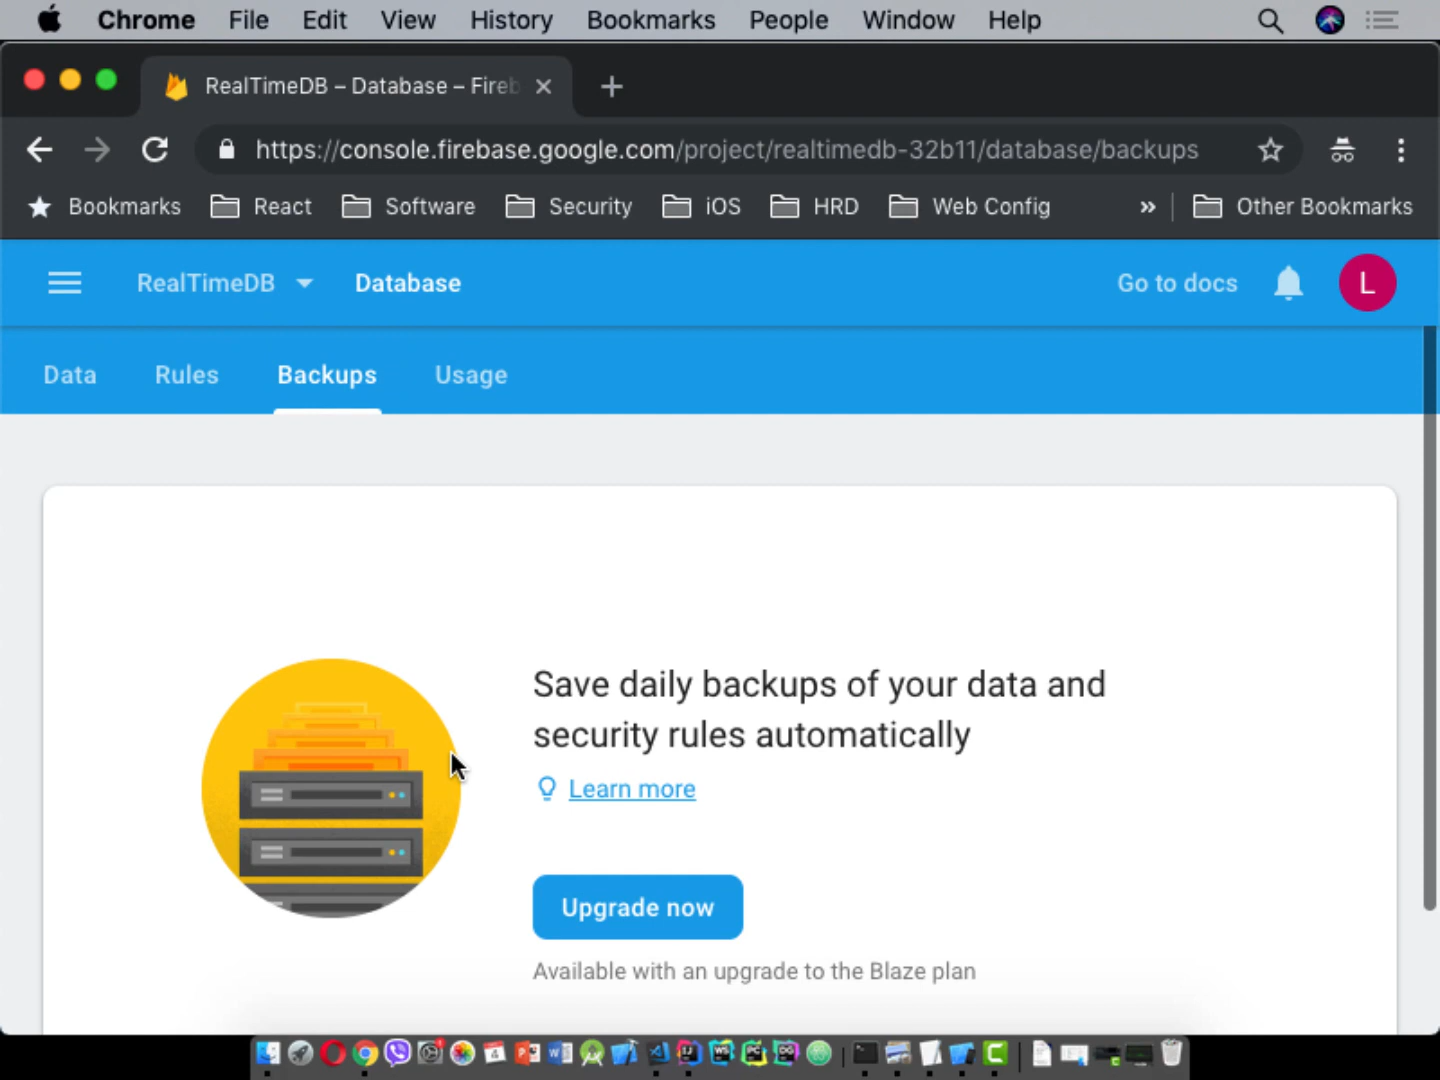 Chrome File Edit View History Bookmarks People Window Help
RealTimeDB – Database – Fireb
https://console.firebase.google.com/project/realtimedb-32b11/database/backups
Bookmarks React Software Security iOS HRD Web Config » Other Bookmarks
RealTimeDB Database Go to docs L
Data Rules Backups Usage
Save daily backups of your data and
security rules automatically
Learn more
Upgrade now
Available with an upgrade to the Blaze plan